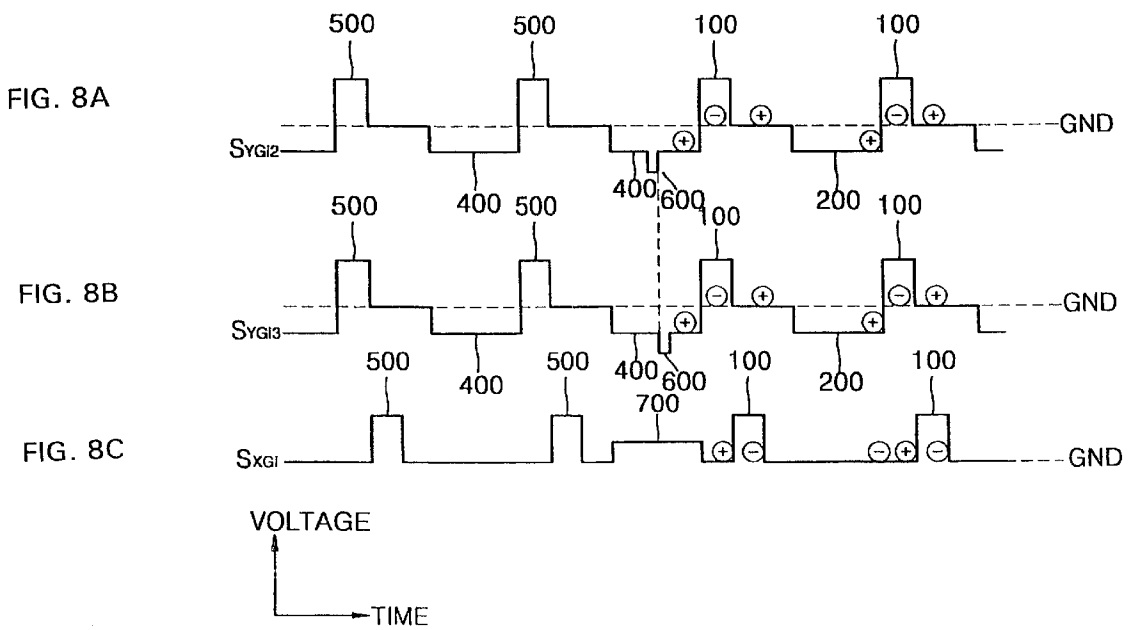 500 500 100 100
FIG. 8A
⊖ ⊕ ⊖ ⊕
GND
SYGi2 ⊕ ⊕
400 400 600 200
500 500 100 100
FIG. 8B
⊖ ⊕ ⊖ ⊕
GND
SYGi3 ⊕ ⊕
400 400 600 200
500 500 700 100 100
FIG. 8C
SXGi ⊕ ⊖ ⊖ ⊕ ⊖ GND
VOLTAGE
TIME